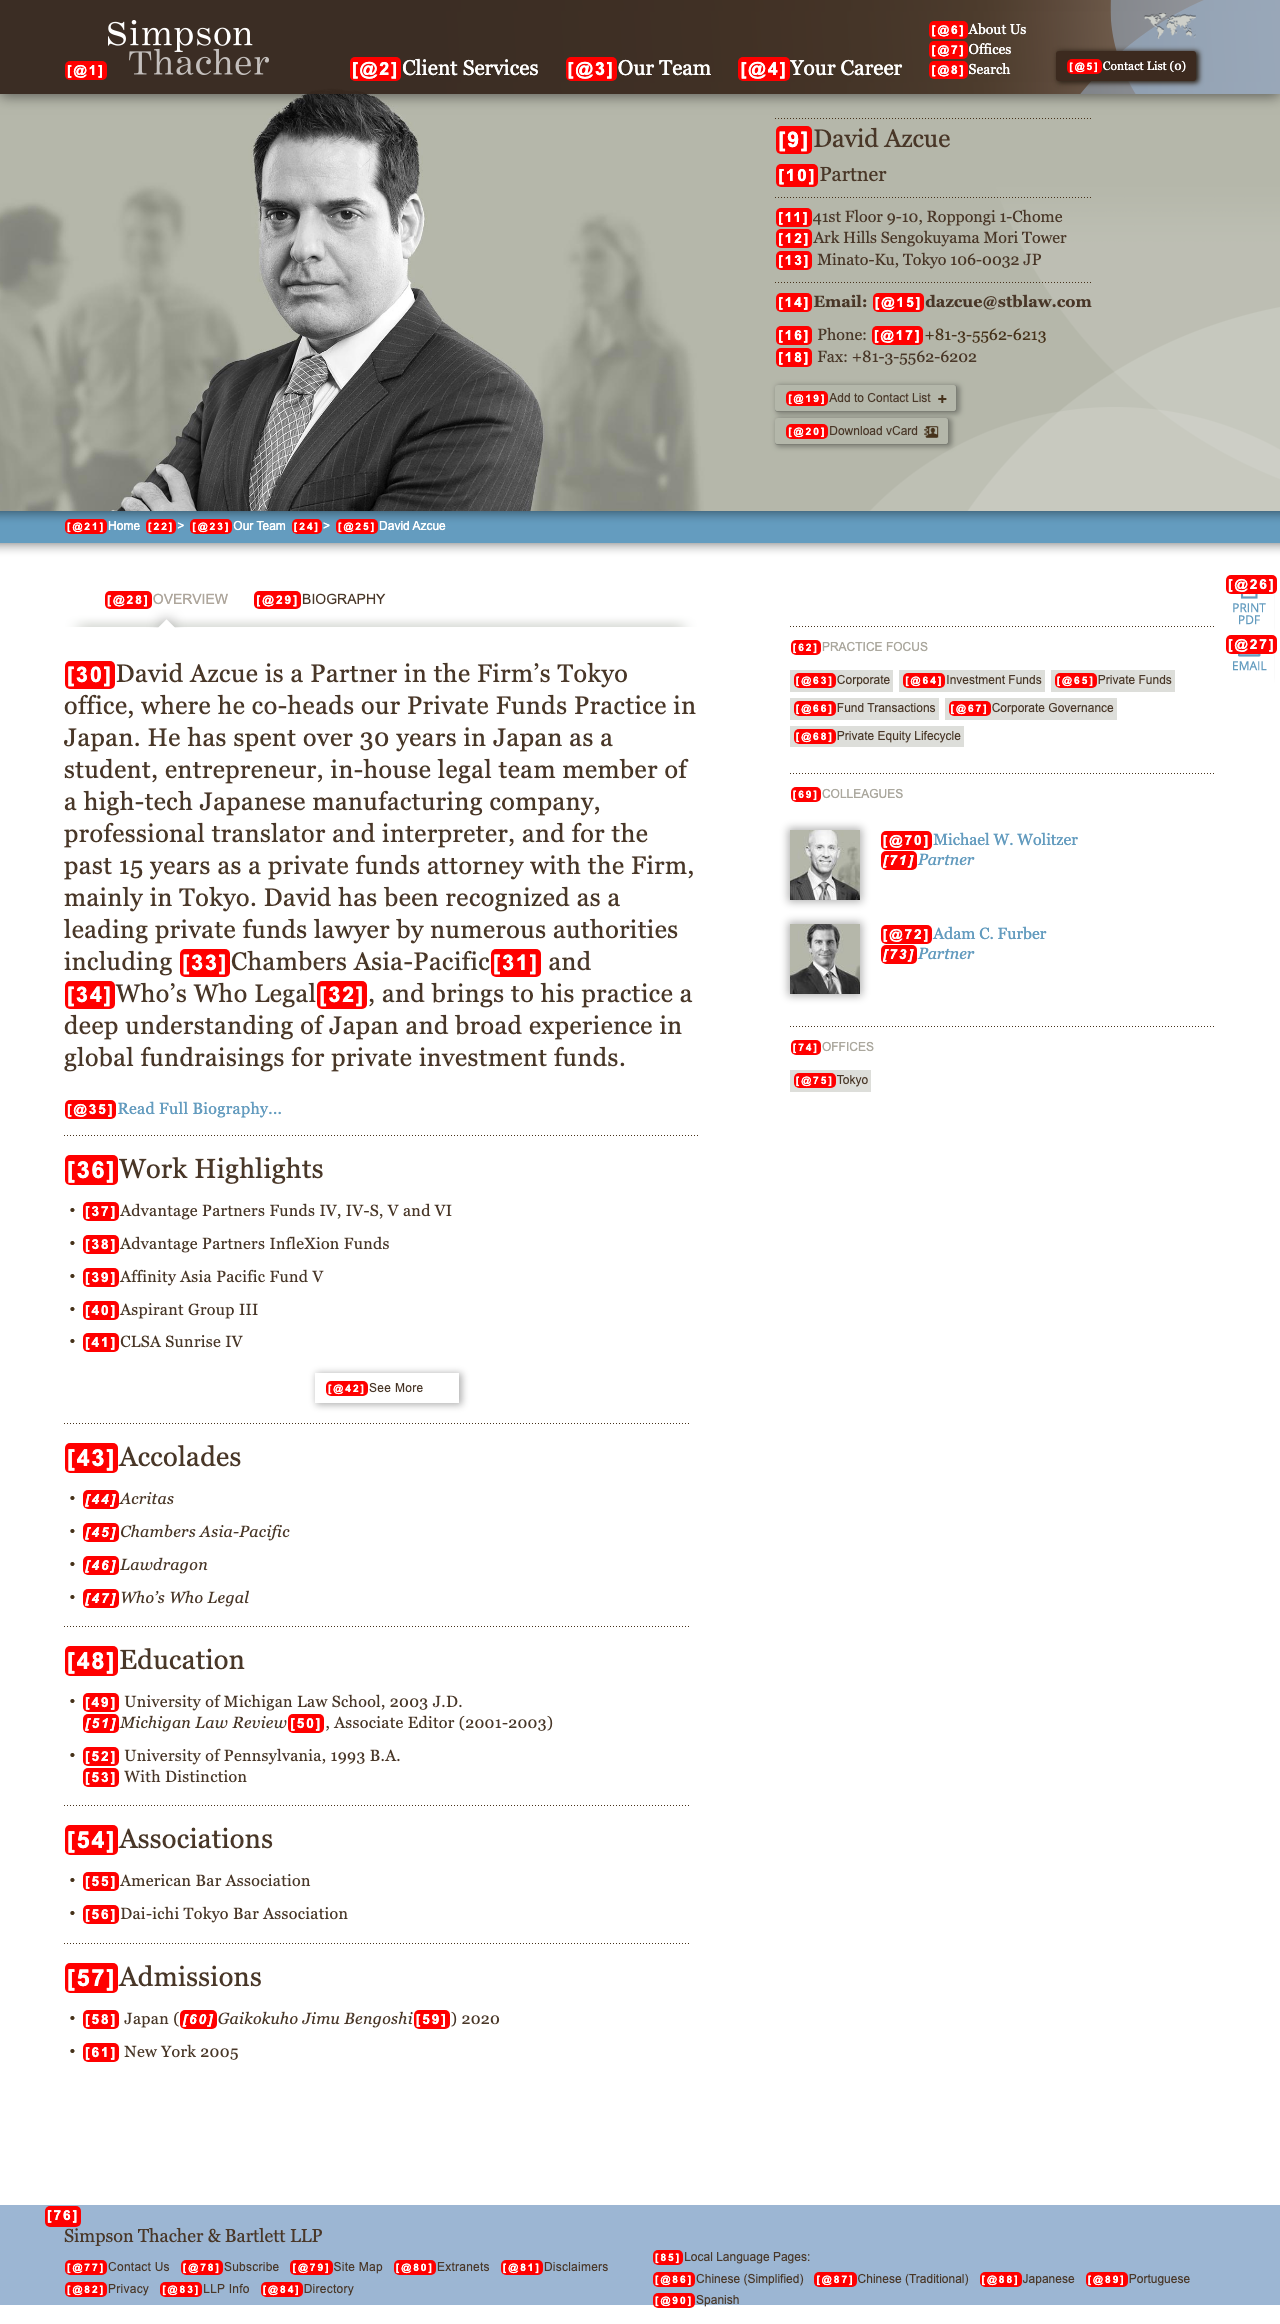 Simpson
Thacher
[@1]
[@2]Client Services [@3]Our Team [@4]Your Career
[@6]About Us
[@7]Offices
[@8]Search
[@5]Contact List (0)
[9]David Azcue
[10]Partner
[11]41st Floor 9-10, Roppongi 1-Chome
[12]Ark Hills Sengokuyama Mori Tower
[13] Minato-Ku, Tokyo 106-0032 JP
[14]Email: [@15]dazcue@stblaw.com
[16] Phone: [@17]+81-3-5562-6213
[18] Fax: +81-3-5562-6202
[@19]Add to Contact List +
[@20]Download vCard
[@21]Home [22]> [@23]Our Team [24]> [@25]David Azcue
[@26]
PRINT
PDF
[@27]
EMAIL
[@28]OVERVIEW [@29]BIOGRAPHY
[30]David Azcue is a Partner in the Firm's Tokyo
office, where he co-heads our Private Funds Practice in
Japan. He has spent over 30 years in Japan as a
student, entrepreneur, in-house legal team member of
a high-tech Japanese manufacturing company,
professional translator and interpreter, and for the
past 15 years as a private funds attorney with the Firm,
mainly in Tokyo. David has been recognized as a
leading private funds lawyer by numerous authorities
including [33]Chambers Asia-Pacific[31] and
[34]Who's Who Legal[32], and brings to his practice a
deep understanding of Japan and broad experience in
global fundraisings for private investment funds.
[@35]Read Full Biography...
[36]Work Highlights
• [37]Advantage Partners Funds IV, IV-S, V and VI
• [38]Advantage Partners InfleXion Funds
• [39]Affinity Asia Pacific Fund V
• [40]Aspirant Group III
• [41]CLSA Sunrise IV
[@42]See More
[43]Accolades
• [44]Acritas
• [45]Chambers Asia-Pacific
• [46]Lawdragon
• [47]Who's Who Legal
[48]Education
• [49] University of Michigan Law School, 2003 J.D.
[51]Michigan Law Review[50], Associate Editor (2001-2003)
• [52] University of Pennsylvania, 1993 B.A.
[53] With Distinction
[54]Associations
• [55]American Bar Association
• [56]Dai-ichi Tokyo Bar Association
[57]Admissions
• [58] Japan ([60]Gaikokuho Jimu Bengoshi[59]) 2020
• [61] New York 2005
[62]PRACTICE FOCUS
[@63]Corporate [@64]Investment Funds [@65]Private Funds
[@66]Fund Transactions [@67]Corporate Governance
[@68]Private Equity Lifecycle
[69]COLLEAGUES
[@70]Michael W. Wolitzer
[71]Partner
[@72]Adam C. Furber
[73]Partner
[74]OFFICES
[@75]Tokyo
[76]
Simpson Thacher & Bartlett LLP
[@77]Contact Us [@78]Subscribe [@79]Site Map [@80]Extranets [@81]Disclaimers
[@82]Privacy [@83]LLP Info [@84]Directory
[85]Local Language Pages:
[@86]Chinese (Simplified) [@87]Chinese (Traditional) [@88]Japanese [@89]Portuguese
[@90]Spanish